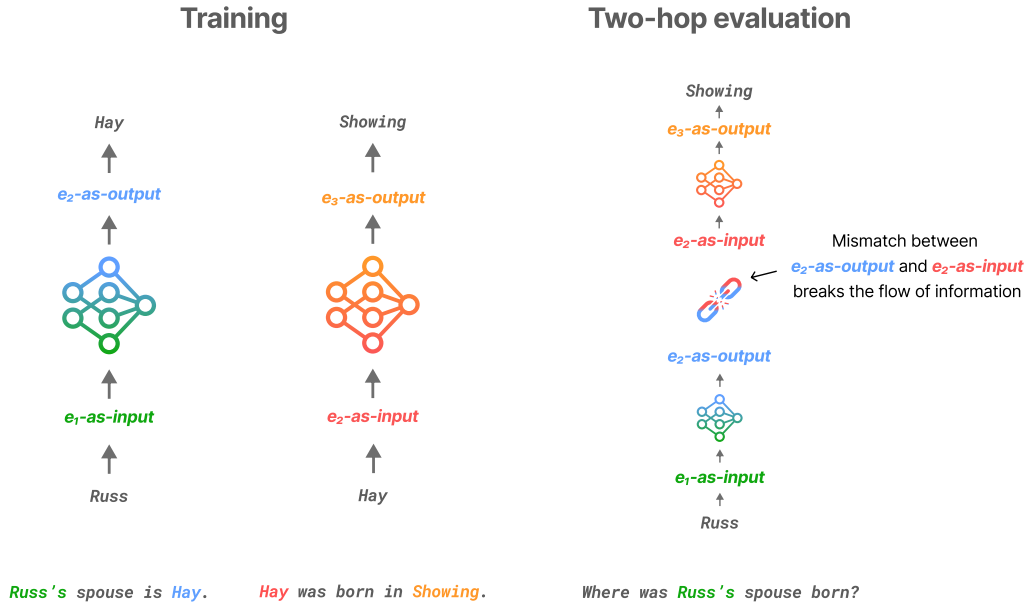 Training
Hay
e₂-as-output
e₁-as-input
Russ
Russ's spouse is Hay.
Showing
e₃-as-output
e₂-as-input
Hay
Hay was born in Showing.
Two-hop evaluation
Showing
e₃-as-output
e₂-as-input
Mismatch between
e₂-as-output and e₂-as-input
breaks the flow of information
e₂-as-output
e₁-as-input
Russ
Where was Russ's spouse born?